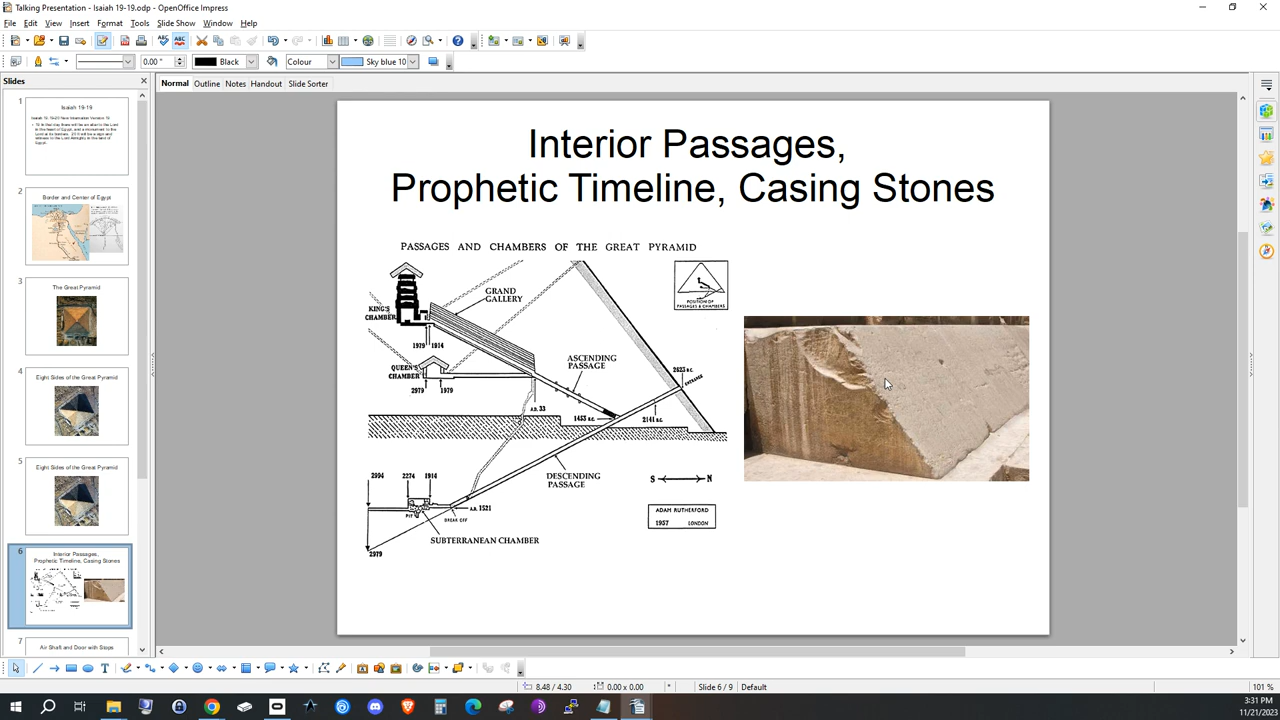 Talking Presentation - Isaiah 19-19.odp - OpenOffice Impress
File Edit View Insert Format Tools Slide Show Window Help
0.00 " Black Colour Sky blue 10
Slides
Normal Outline Notes Handout Slide Sorter
1
Isaiah 19-19
2
Border and Center of Egypt
3
The Great Pyramid
4
Eight Sides of the Great Pyramid
5
Eight Sides of the Great Pyramid
6
Interior Passages,
Prophetic Timeline, Casing Stones
7
Air Shaft and Door with Stops
Interior Passages,
Prophetic Timeline, Casing Stones
PASSAGES AND CHAMBERS OF THE GREAT PYRAMID
POSITION OF
PASSAGES & CHAMBERS
GRAND
GALLERY
KING'S
CHAMBER
1979 1914
QUEEN'S
CHAMBER
2979 1979
ASCENDING
PASSAGE
2623 B.C.
ENTRANCE
A.D. 33
1453 B.C.
2141 B.C.
2994 2274 1914
DESCENDING
PASSAGE
S N
A.D. 1521
PIT
BREAK OFF
SUBTERRANEAN CHAMBER
2979
ADAM RUTHERFORD
1957 LONDON
8.48 / 4.30 0.00 x 0.00 * Slide 6 / 9 Default 101 %
3:31 PM
11/21/2023